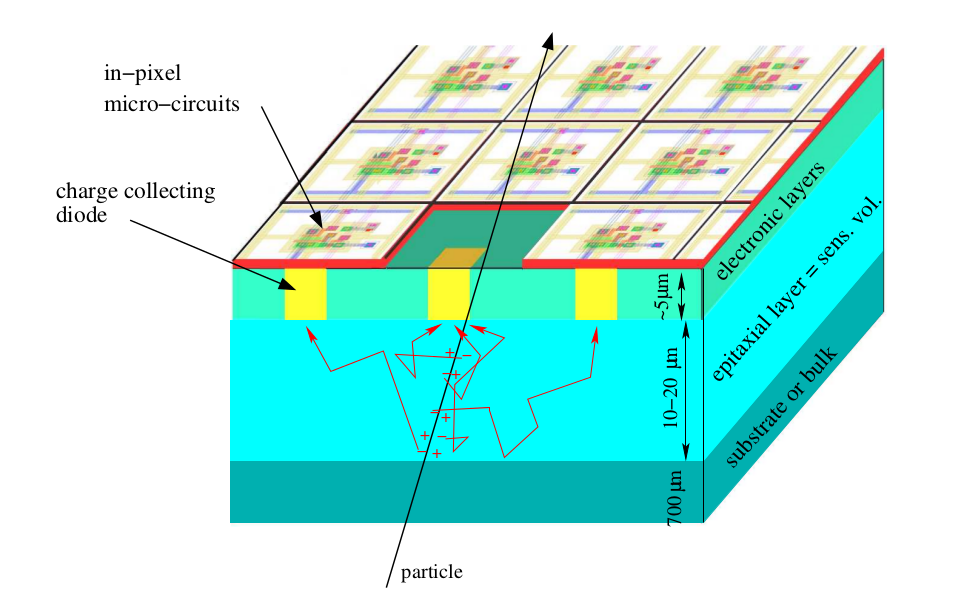 in−pixel
micro−circuits
charge collecting
diode
electronic layers
~5µm
epitaxial layer = sens. vol.
10−20 µm
substrate or bulk
700 µm
particle
+
−
− +
−
+
+ −
− +